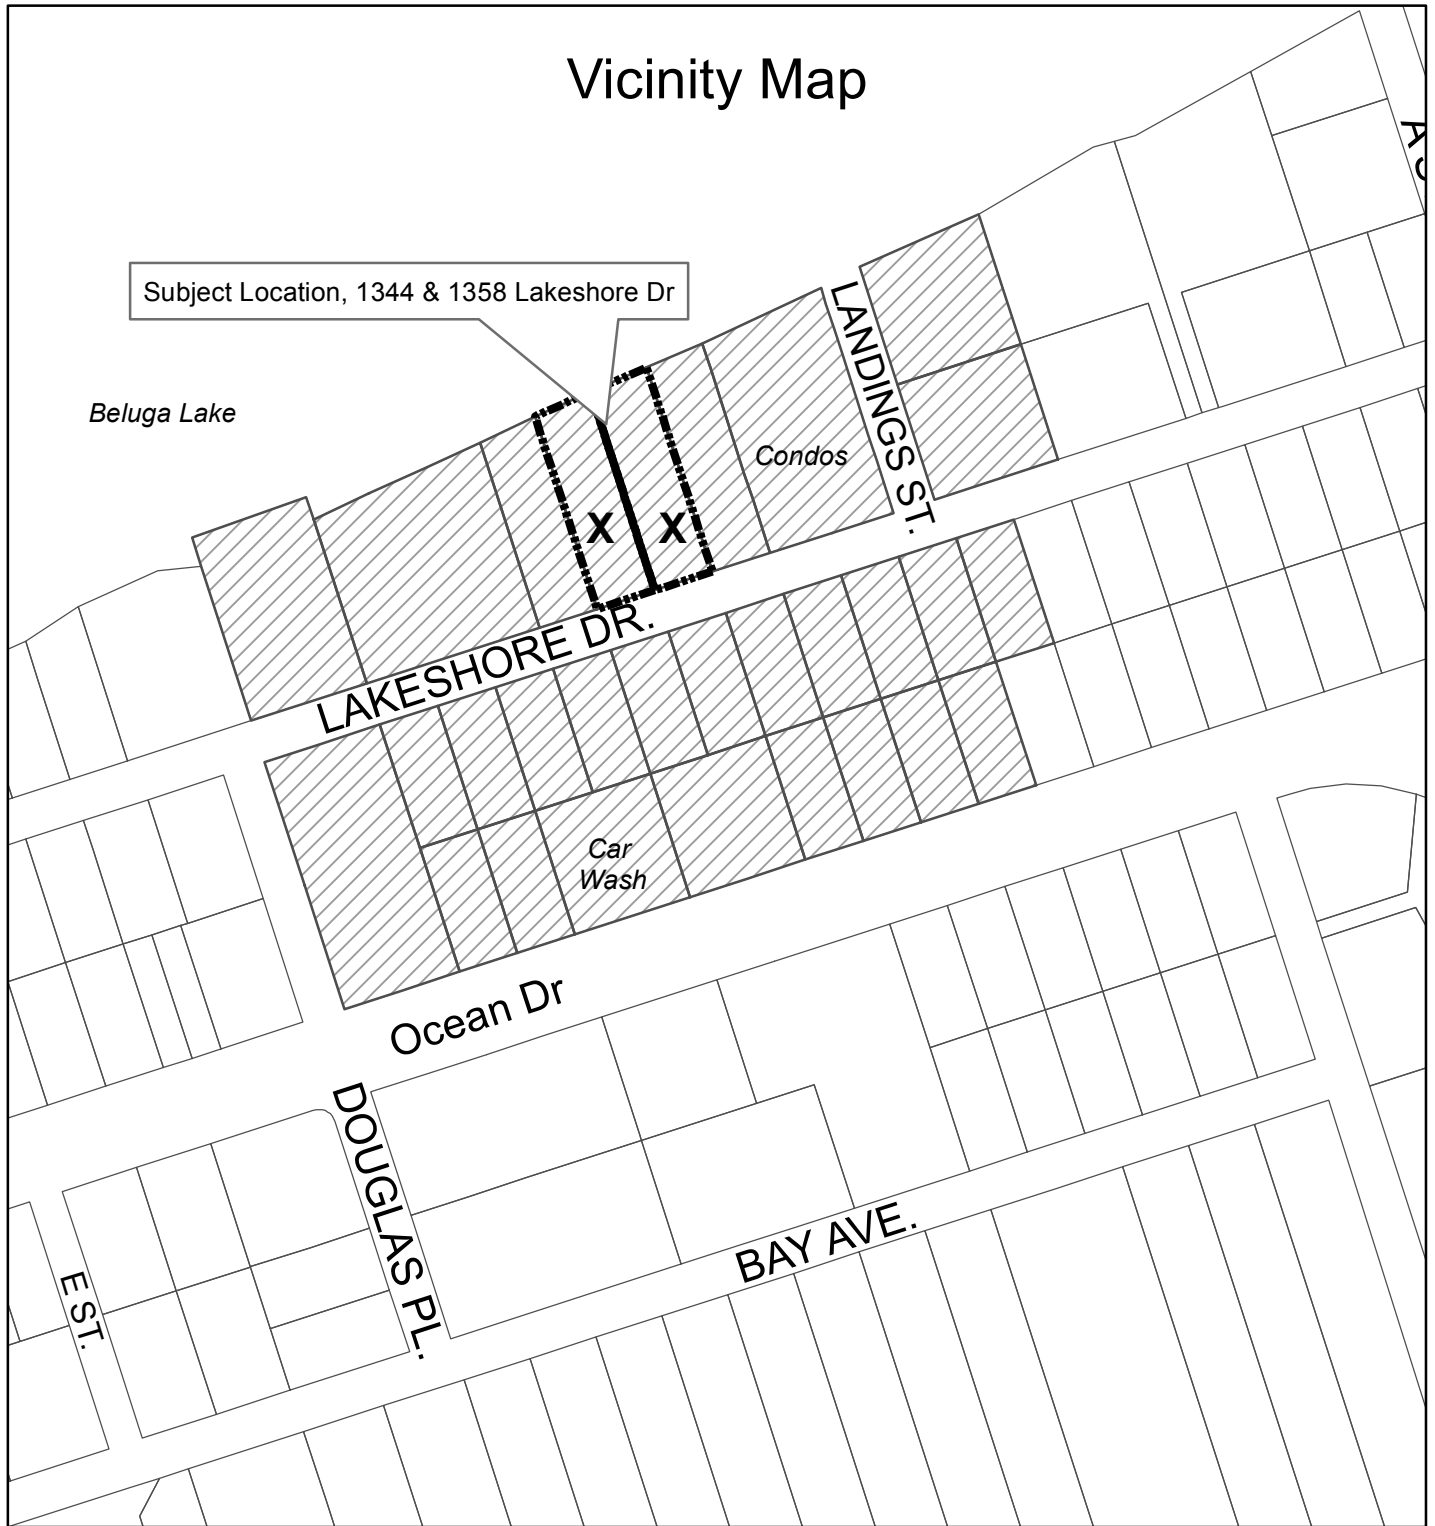 Vicinity Map
A S
Subject Location, 1344 & 1358 Lakeshore Dr
LANDINGS ST.
Beluga Lake
Condos
X X
LAKESHORE DR.
Car
Wash
Ocean Dr
DOUGLAS PL.
BAY AVE.
E ST.